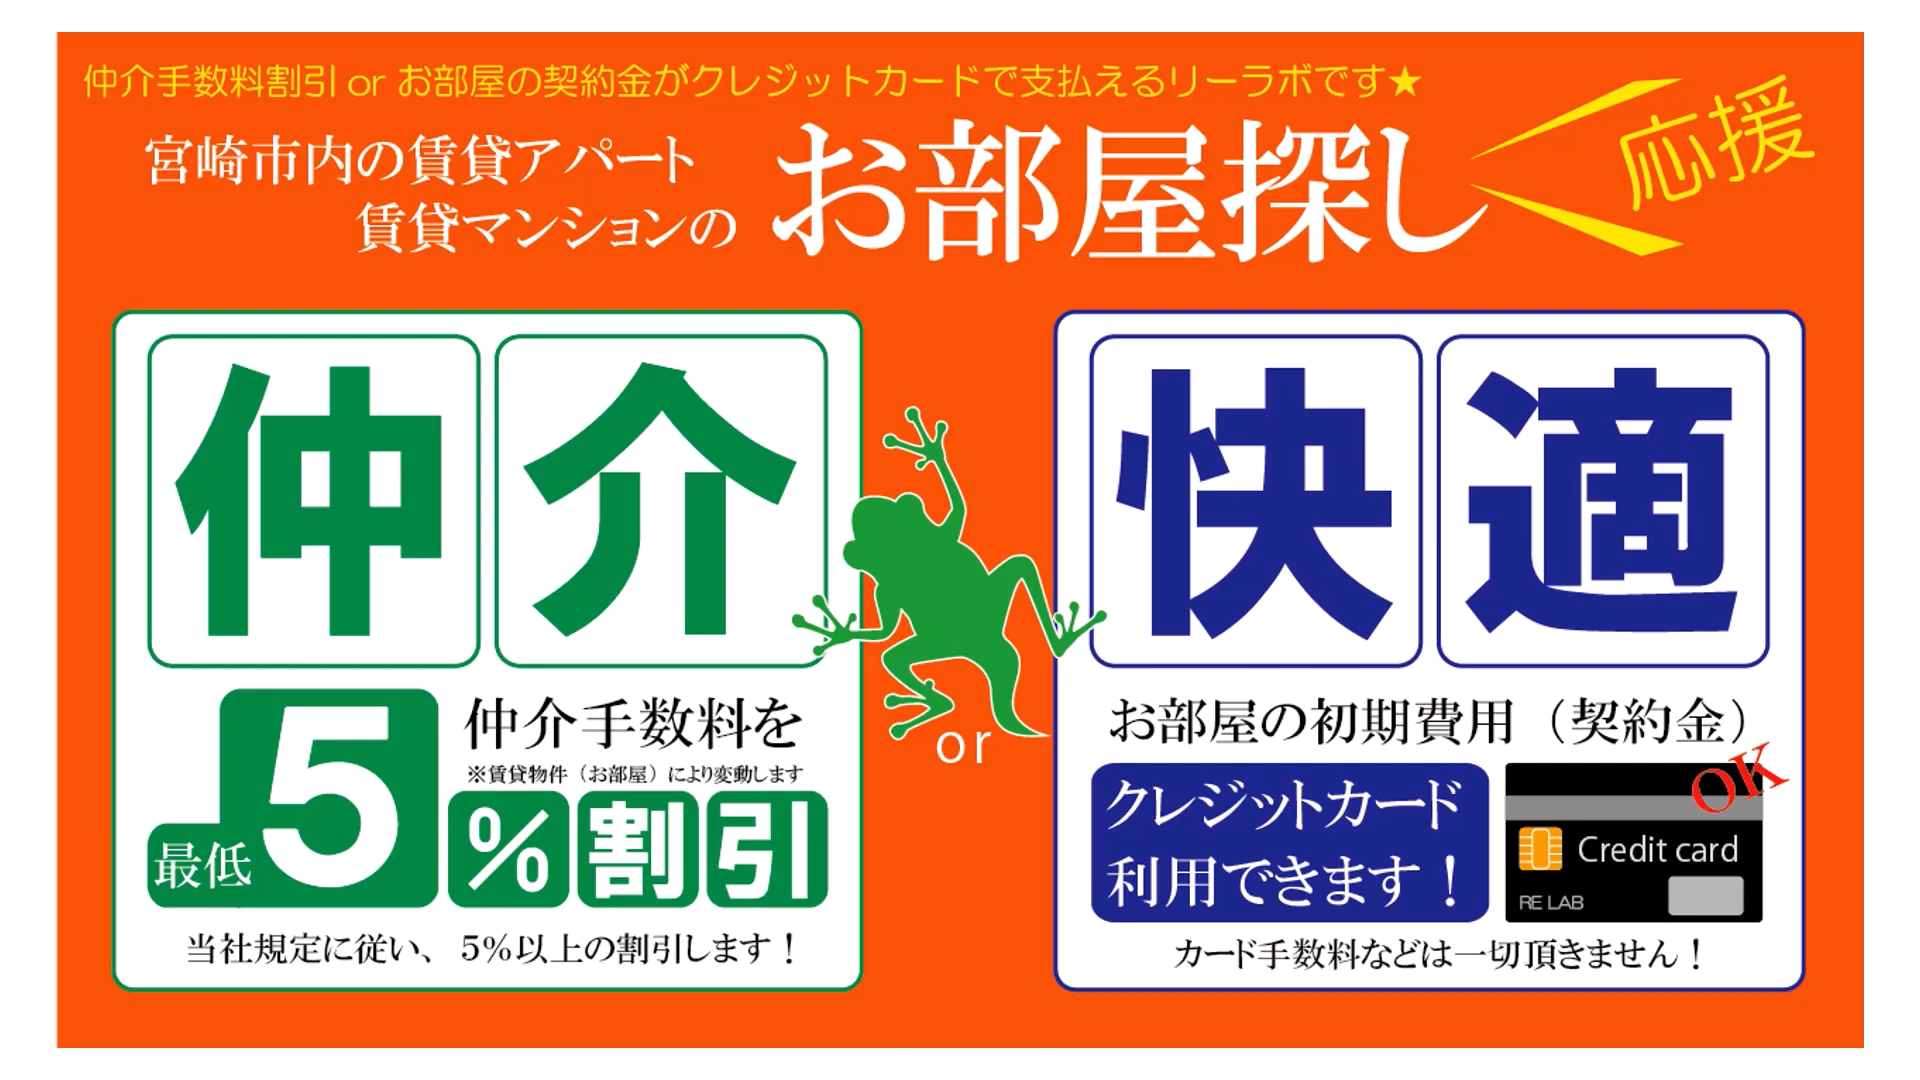 仲介手数料割引 or お部屋の契約金がクレジットカードで支払えるリーラボです★
宮崎市内の賃貸アパート
賃貸マンションの
お部屋探し
応援
仲介
最低5%割引
仲介手数料を
※賃貸物件（お部屋）により変動します
当社規定に従い、5%以上の割引します！
or
快適
お部屋の初期費用（契約金）
クレジットカード
利用できます！
OK
Credit card
RE LAB
カード手数料などは一切頂きません！